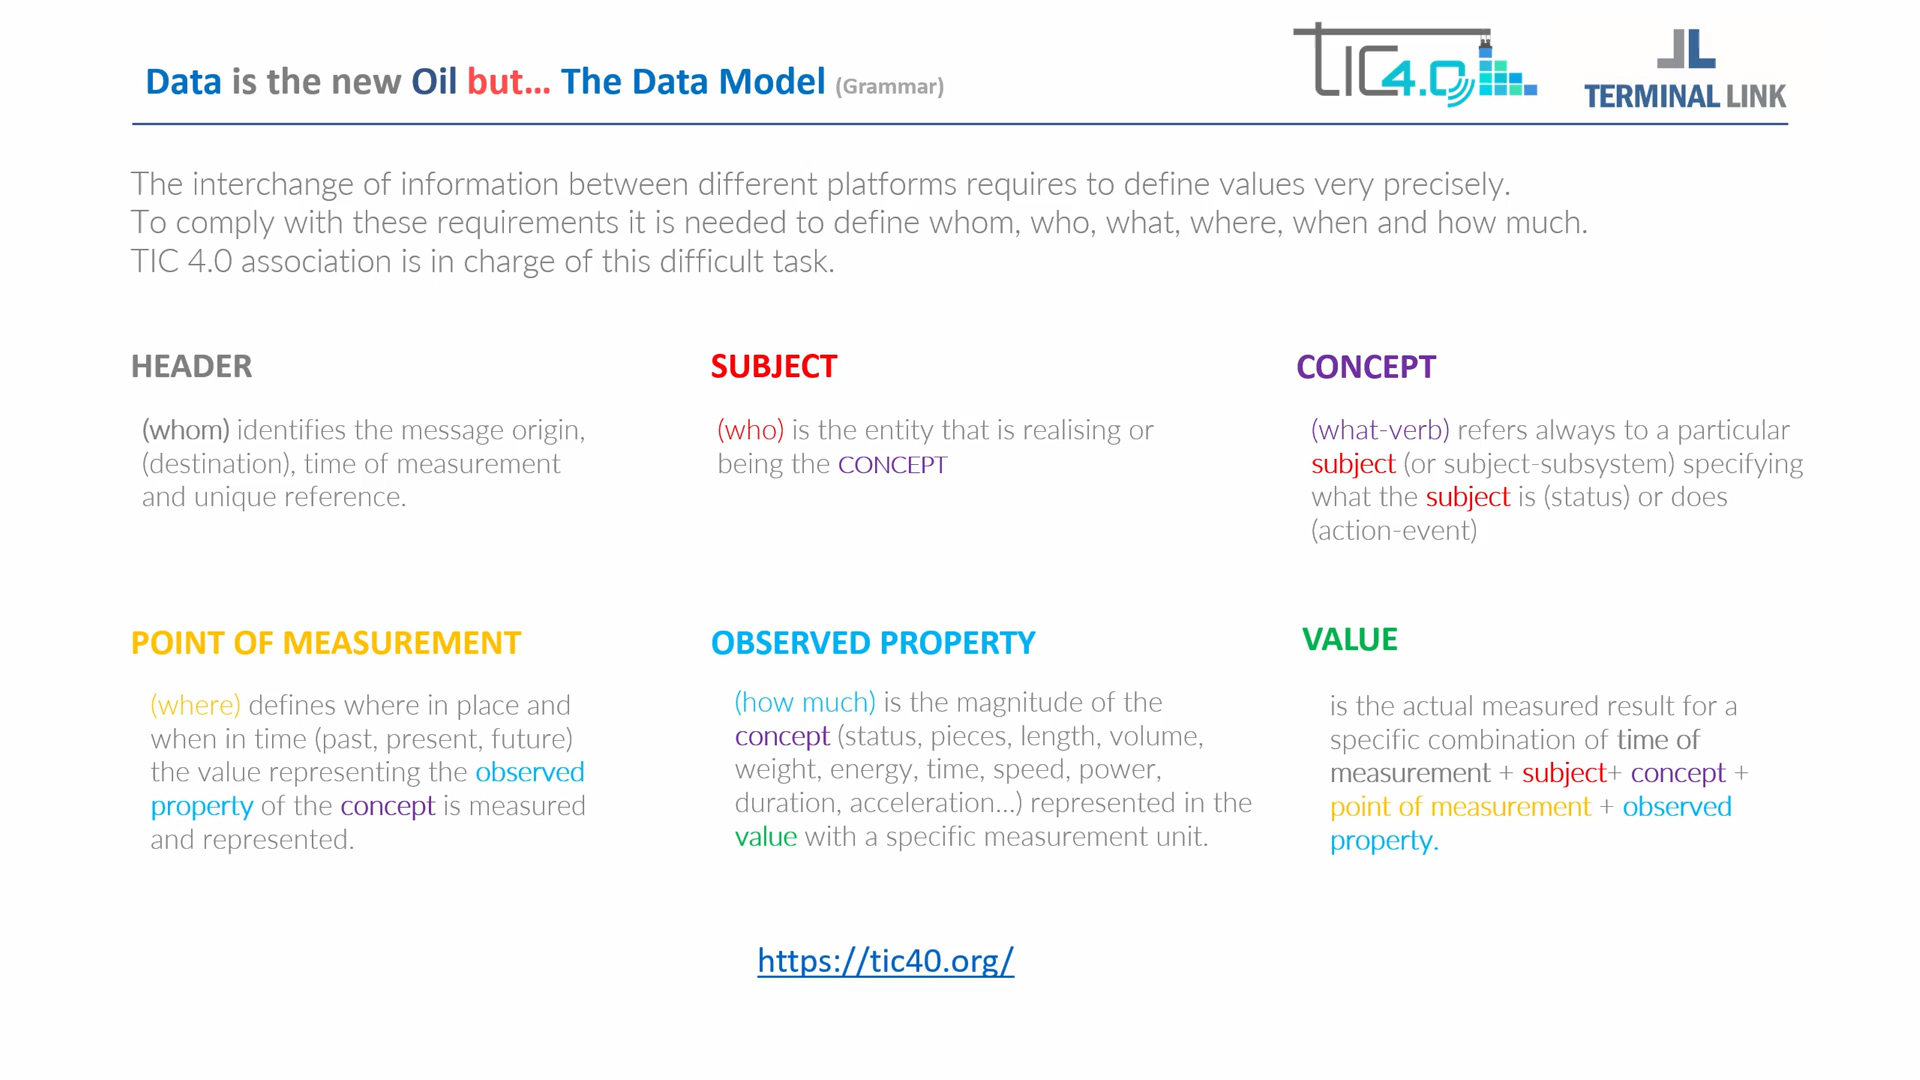 Data is the new Oil but... The Data Model (Grammar)
TIC4.0
TERMINAL LINK
The interchange of information between different platforms requires to define values very precisely.
To comply with these requirements it is needed to define whom, who, what, where, when and how much.
TIC 4.0 association is in charge of this difficult task.
HEADER
(whom) identifies the message origin,
(destination), time of measurement
and unique reference.
SUBJECT
(who) is the entity that is realising or
being the CONCEPT
CONCEPT
(what-verb) refers always to a particular
subject (or subject-subsystem) specifying
what the subject is (status) or does
(action-event)
POINT OF MEASUREMENT
(where) defines where in place and
when in time (past, present, future)
the value representing the observed
property of the concept is measured
and represented.
OBSERVED PROPERTY
(how much) is the magnitude of the
concept (status, pieces, length, volume,
weight, energy, time, speed, power,
duration, acceleration...) represented in the
value with a specific measurement unit.
VALUE
is the actual measured result for a
specific combination of time of
measurement + subject+ concept +
point of measurement + observed
property.
https://tic40.org/